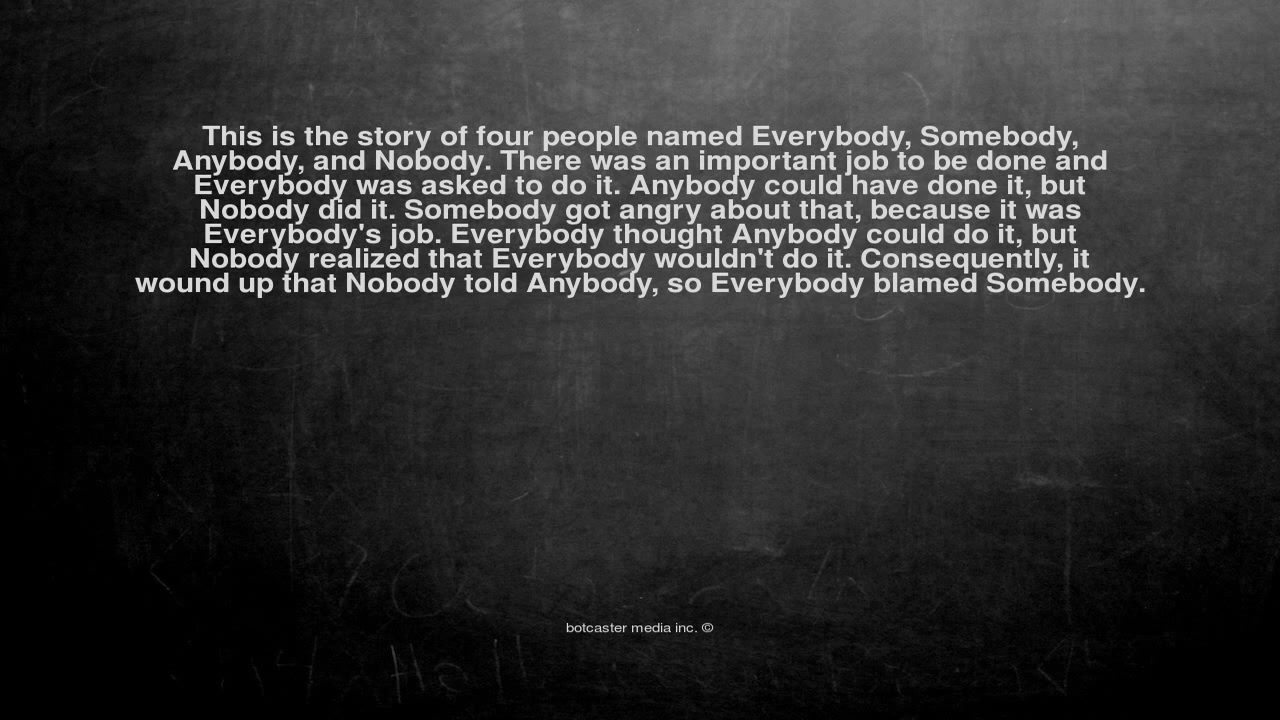 This is the story of four people named Everybody, Somebody,
Anybody, and Nobody. There was an important job to be done and
Everybody was asked to do it. Anybody could have done it, but
Nobody did it. Somebody got angry about that, because it was
Everybody's job. Everybody thought Anybody could do it, but
Nobody realized that Everybody wouldn't do it. Consequently, it
wound up that Nobody told Anybody, so Everybody blamed Somebody.
botcaster media inc. ©